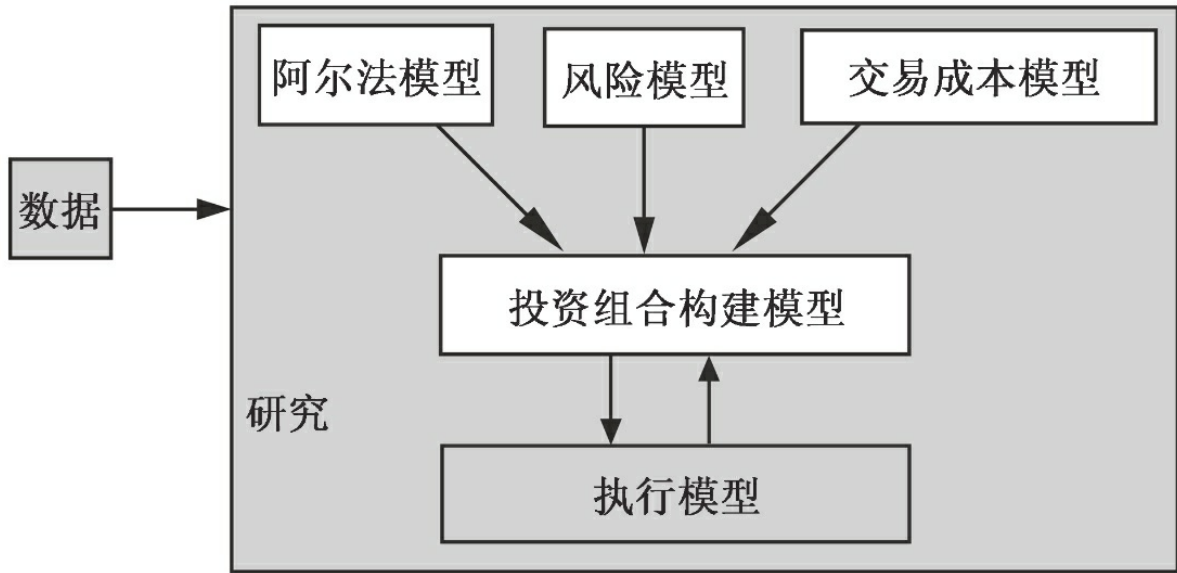 阿尔法模型
风险模型
交易成本模型
数据
投资组合构建模型
研究
执行模型